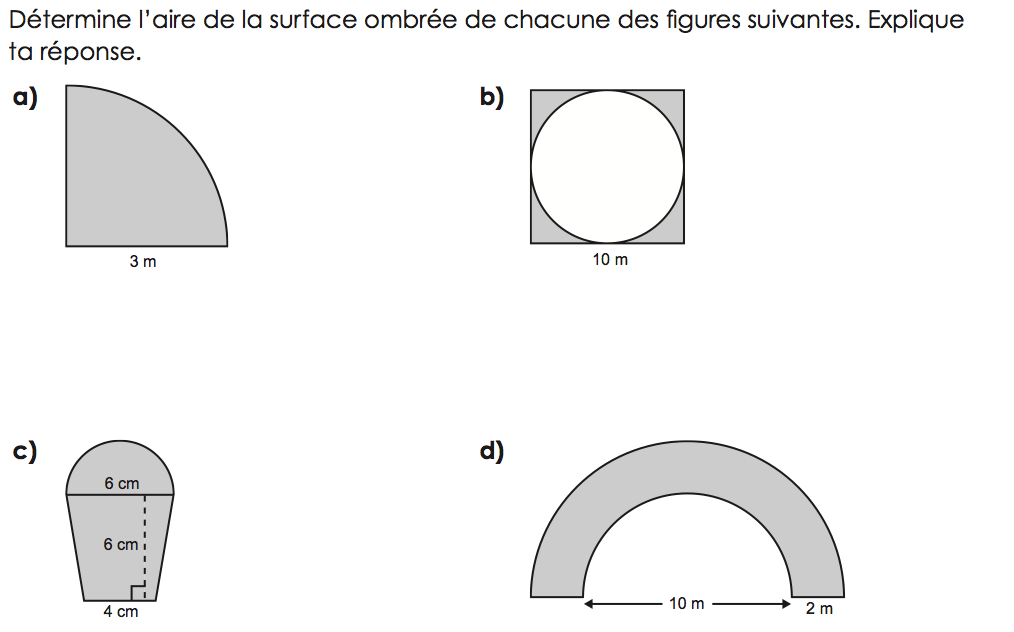 Détermine l’aire de la surface ombrée de chacune des figures suivantes. Explique
ta réponse.
a)
b)
3 m
10 m
c)
d)
6 cm
6 cm
4 cm
10 m
2 m